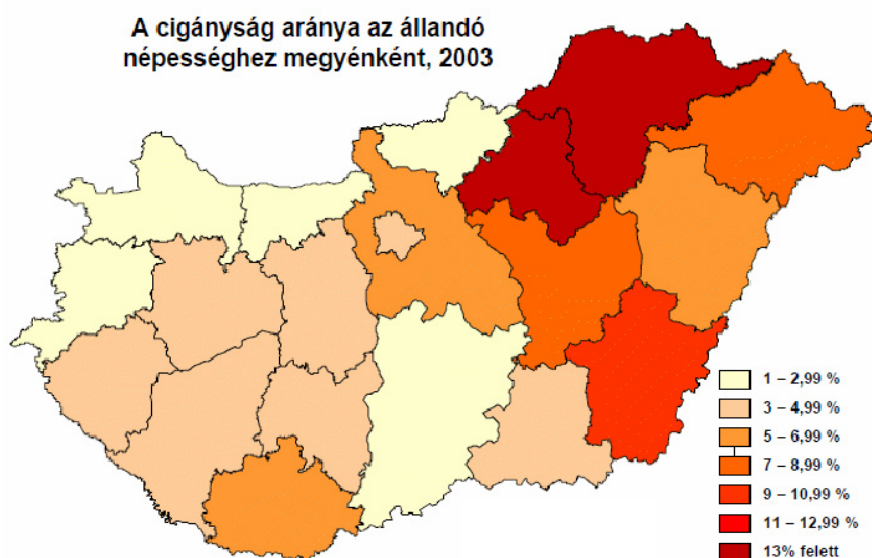 A cigányság aránya az állandó
népességhez megyénként, 2003
1 – 2,99 %
3 – 4,99 %
5 – 6,99 %
7 – 8,99 %
9 – 10,99 %
11 – 12,99 %
13% felett